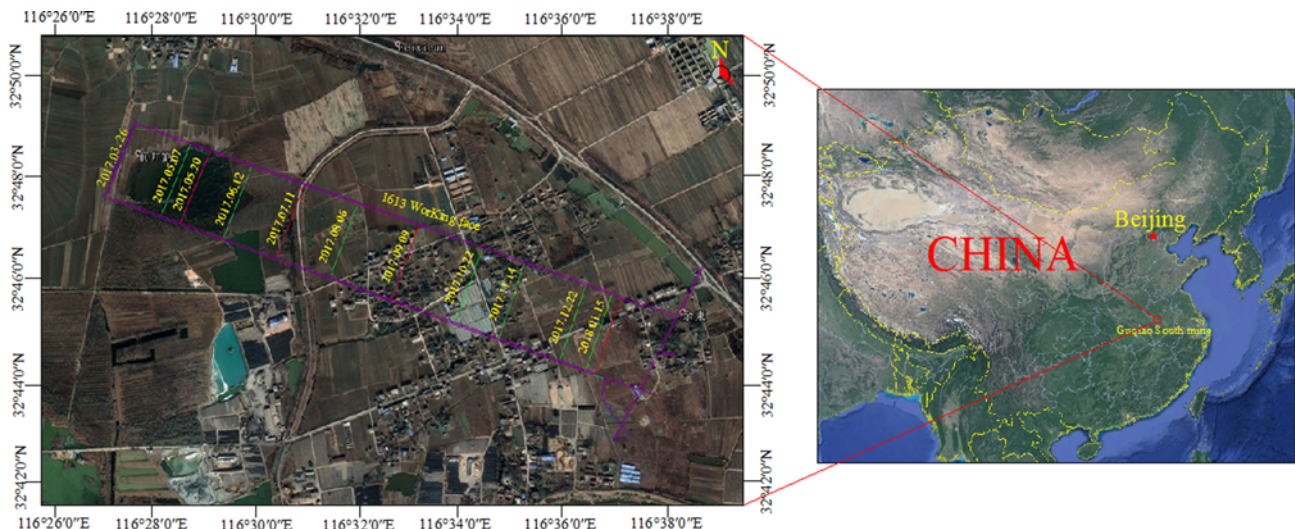 116°26′0″E 116°28′0″E 116°30′0″E 116°32′0″E 116°34′0″E 116°36′0″E 116°38′0″E
N
32°50′0″N
32°48′0″N
32°46′0″N
32°44′0″N
32°42′0″N
32°50′0″N
32°48′0″N
32°46′0″N
32°44′0″N
32°42′0″N
2017.03.26
2017.05.07
2017.05.20
2017.06.12
2017.07.11
2017.08.06
2017.09.09
2017.10.22
2017.11.14
2017.12.22
2018.01.15
1613 WorKing face
116°26′0″E 116°28′0″E 116°30′0″E 116°32′0″E 116°34′0″E 116°36′0″E 116°38′0″E
Beijing
CHINA
Guqiao South mine